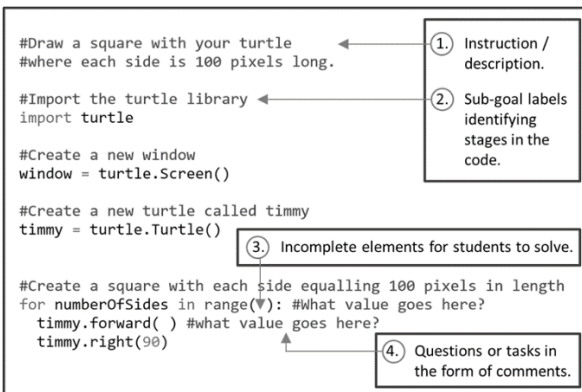 #Draw a square with your turtle
#where each side is 100 pixels long.
1. Instruction /
description.
#Import the turtle library
import turtle
2. Sub-goal labels
identifying
stages in the
code.
#Create a new window
window = turtle.Screen()
#Create a new turtle called timmy
timmy = turtle.Turtle()
3. Incomplete elements for students to solve.
#Create a square with each side equalling 100 pixels in length
for numberOfSides in range( ): #What value goes here?
timmy.forward( ) #what value goes here?
timmy.right(90)
4. Questions or tasks in
the form of comments.